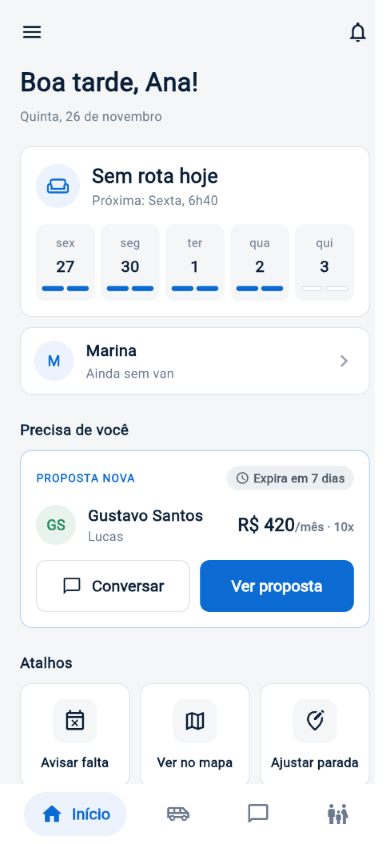 Boa tarde, Ana!
Quinta, 26 de novembro
Sem rota hoje
Próxima: Sexta, 6h40
sex seg ter qua qui
27 30 1 2 3
M
Marina
Ainda sem van
Precisa de você
PROPOSTA NOVA
Expira em 7 dias
GS
Gustavo Santos
Lucas
R$ 420/mês · 10x
Conversar
Ver proposta
Atalhos
Avisar falta
Ver no mapa
Ajustar parada
Início